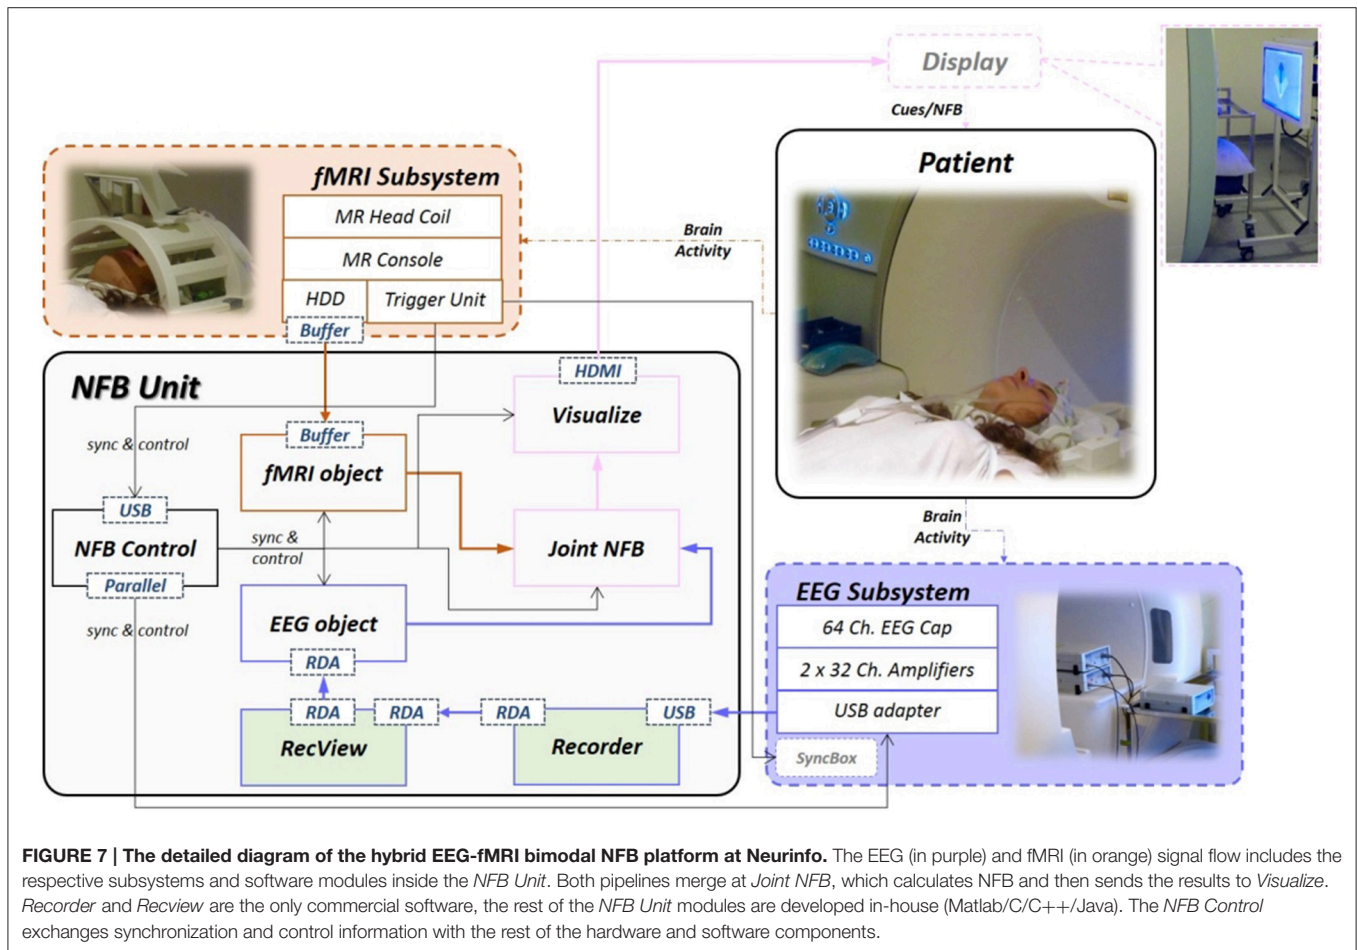 Display
Cues/NFB
Patient
fMRI Subsystem
MR Head Coil
MR Console
HDD
Trigger Unit
Buffer
Brain
Activity
NFB Unit
HDMI
Visualize
sync & control
Buffer
fMRI object
USB
NFB Control
Parallel
sync &
control
Joint NFB
Brain
Activity
sync & control
EEG object
RDA
EEG Subsystem
64 Ch. EEG Cap
2 x 32 Ch. Amplifiers
USB adapter
SyncBox
RDA
RDA
RDA
USB
RecView
Recorder
FIGURE 7 | The detailed diagram of the hybrid EEG-fMRI bimodal NFB platform at Neurinfo. The EEG (in purple) and fMRI (in orange) signal flow includes the
respective subsystems and software modules inside the NFB Unit. Both pipelines merge at Joint NFB, which calculates NFB and then sends the results to Visualize.
Recorder and Recview are the only commercial software, the rest of the NFB Unit modules are developed in-house (Matlab/C/C++/Java). The NFB Control
exchanges synchronization and control information with the rest of the hardware and software components.